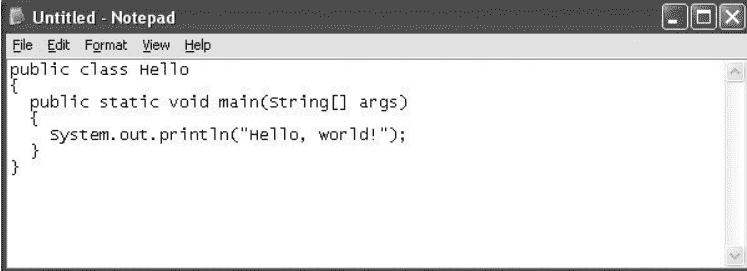 Untitled - Notepad
File Edit Format View Help
public class Hello
{
  public static void main(String[] args)
  {
    System.out.println("Hello, world!");
  }
}